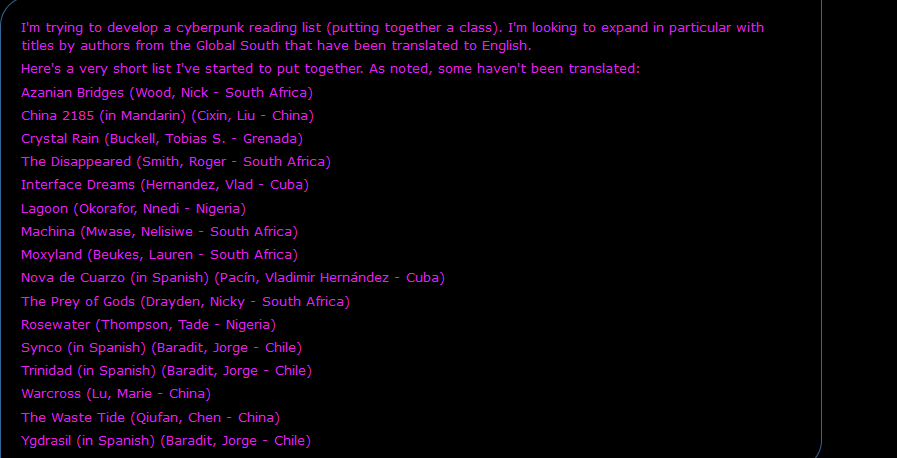 I'm trying to develop a cyberpunk reading list (putting together a class). I'm looking to expand in particular with
titles by authors from the Global South that have been translated to English.
Here's a very short list I've started to put together. As noted, some haven't been translated:
Azanian Bridges (Wood, Nick - South Africa)
China 2185 (in Mandarin) (Cixin, Liu - China)
Crystal Rain (Buckell, Tobias S. - Grenada)
The Disappeared (Smith, Roger - South Africa)
Interface Dreams (Hernandez, Vlad - Cuba)
Lagoon (Okorafor, Nnedi - Nigeria)
Machina (Mwase, Nelisiwe - South Africa)
Moxyland (Beukes, Lauren - South Africa)
Nova de Cuarzo (in Spanish) (Pacín, Vladimir Hernández - Cuba)
The Prey of Gods (Drayden, Nicky - South Africa)
Rosewater (Thompson, Tade - Nigeria)
Synco (in Spanish) (Baradit, Jorge - Chile)
Trinidad (in Spanish) (Baradit, Jorge - Chile)
Warcross (Lu, Marie - China)
The Waste Tide (Qiufan, Chen - China)
Ygdrasil (in Spanish) (Baradit, Jorge - Chile)